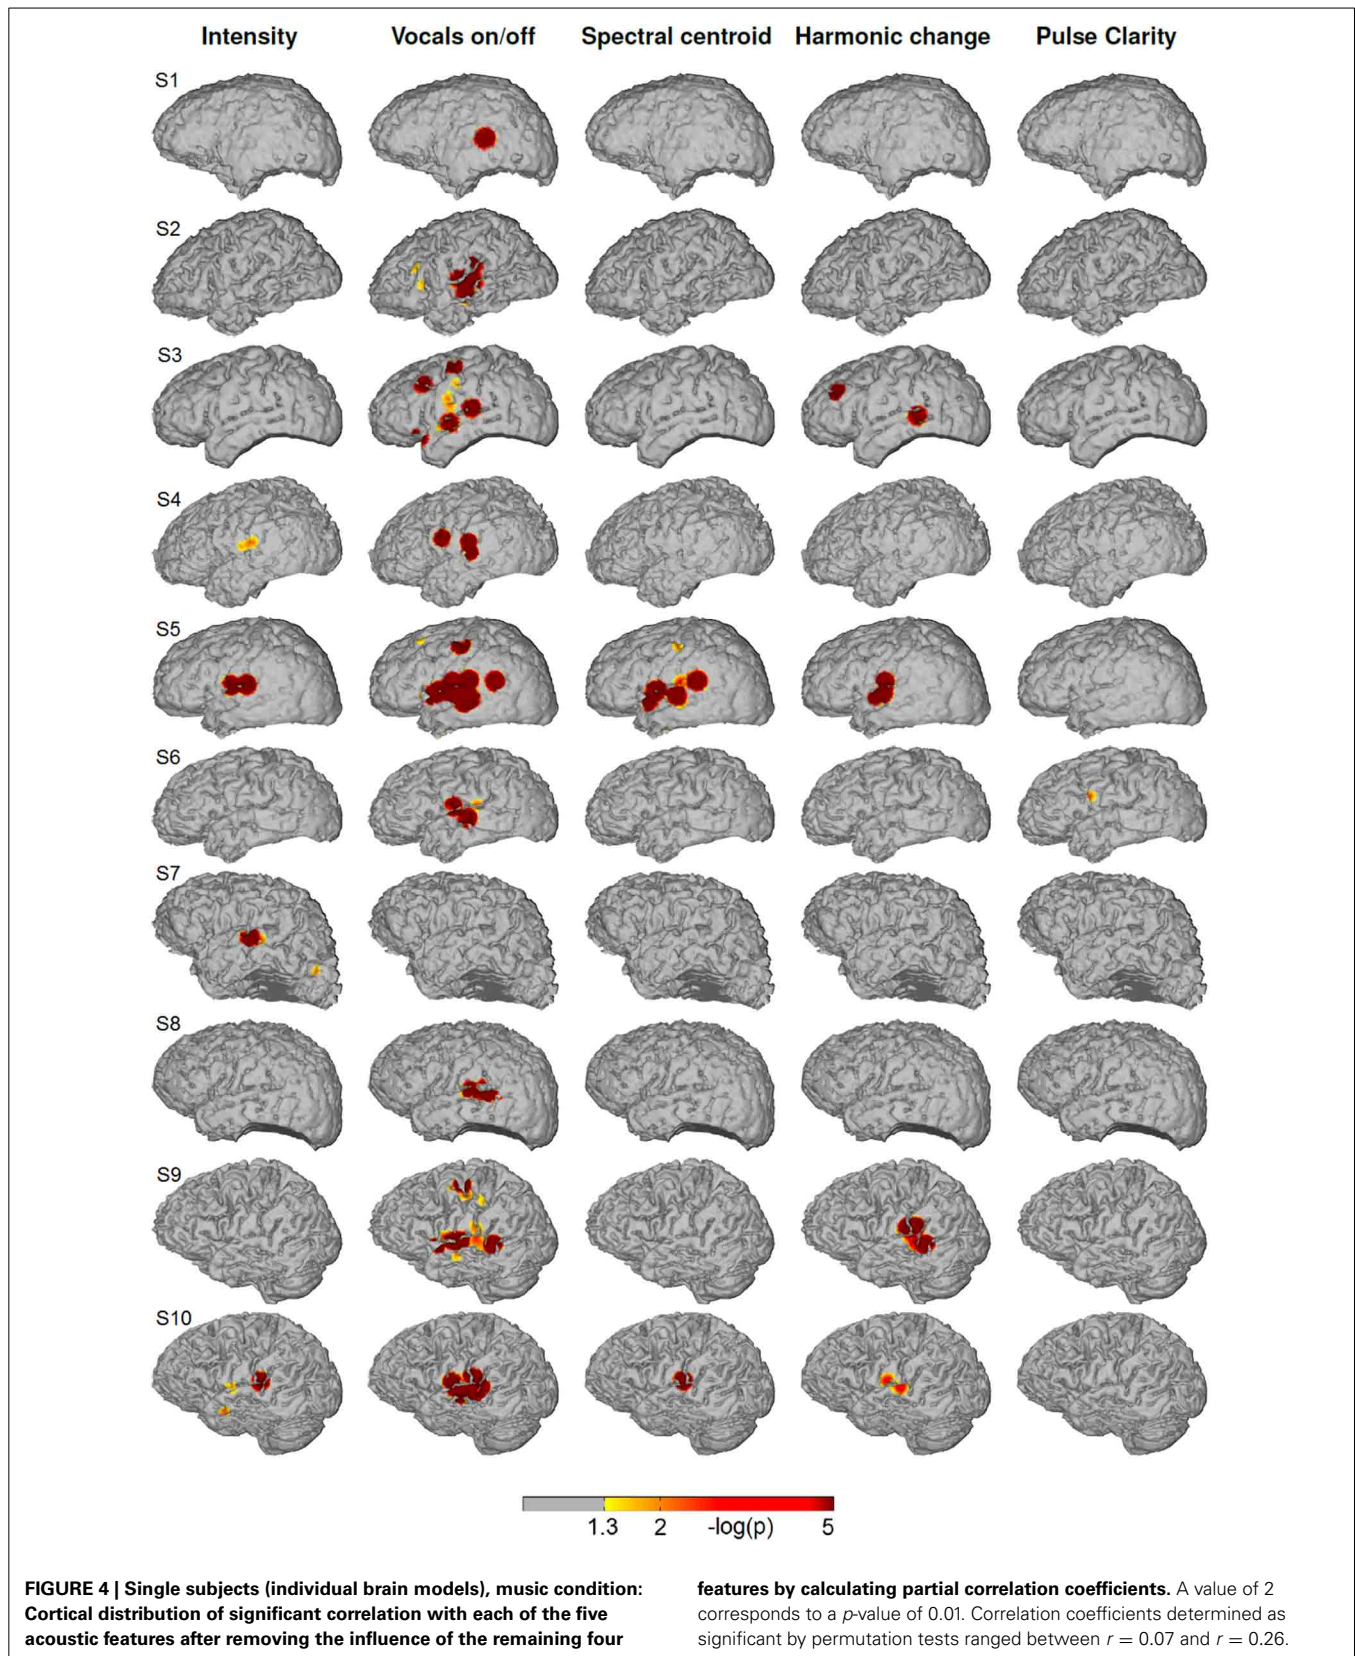 Intensity Vocals on/off Spectral centroid Harmonic change Pulse Clarity
S1
S2
S3
S4
S5
S6
S7
S8
S9
S10
1.3 2 -log(p) 5
FIGURE 4 | Single subjects (individual brain models), music condition:
Cortical distribution of significant correlation with each of the five
acoustic features after removing the influence of the remaining four
features by calculating partial correlation coefficients. A value of 2
corresponds to a p-value of 0.01. Correlation coefficients determined as
significant by permutation tests ranged between r = 0.07 and r = 0.26.